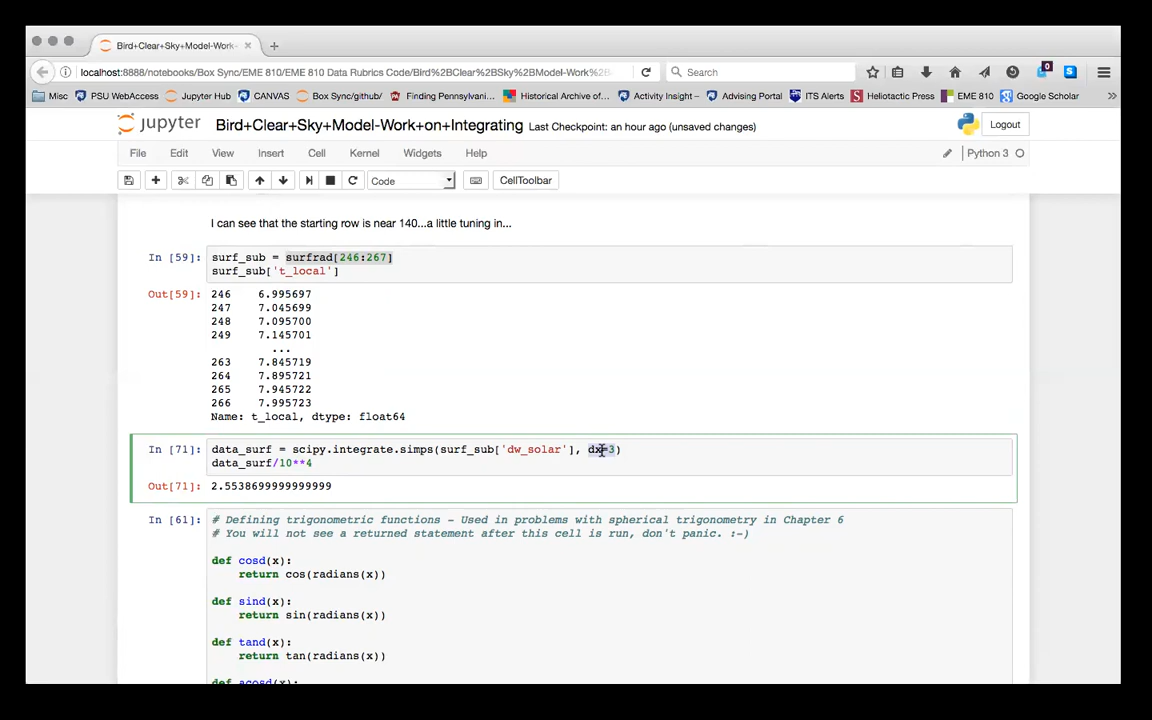 Bird+Clear+Sky+Model-Work-
localhost:8888/notebooks/Box Sync/EME 810/EME 810 Data Rubrics Code/Bird%2BClear%2BSky%2BModel-Work%2B
Search
0
Misc PSU WebAccess Jupyter Hub CANVAS Box Sync/github/ Finding Pennsylvani... Historical Archive of... Activity Insight – Advising Portal ITS Alerts Heliotactic Press EME 810 Google Scholar
jupyter Bird+Clear+Sky+Model-Work+on+Integrating Last Checkpoint: an hour ago (unsaved changes) Logout
File Edit View Insert Cell Kernel Widgets Help Python 3
Code CellToolbar
I can see that the starting row is near 140...a little tuning in...
In [59]: surf_sub = surfrad[246:267]
surf_sub['t_local']
Out[59]: 246 6.995697
247 7.045699
248 7.095700
249 7.145701
...
263 7.845719
264 7.895721
265 7.945722
266 7.995723
Name: t_local, dtype: float64
In [71]: data_surf = scipy.integrate.simps(surf_sub['dw_solar'], dx=3)
data_surf/10**4
Out[71]: 2.5538699999999999
In [61]: # Defining trigonometric functions - Used in problems with spherical trigonometry in Chapter 6
# You will not see a returned statement after this cell is run, don't panic. :-)
def cosd(x):
return cos(radians(x))
def sind(x):
return sin(radians(x))
def tand(x):
return tan(radians(x))
def acosd(x):